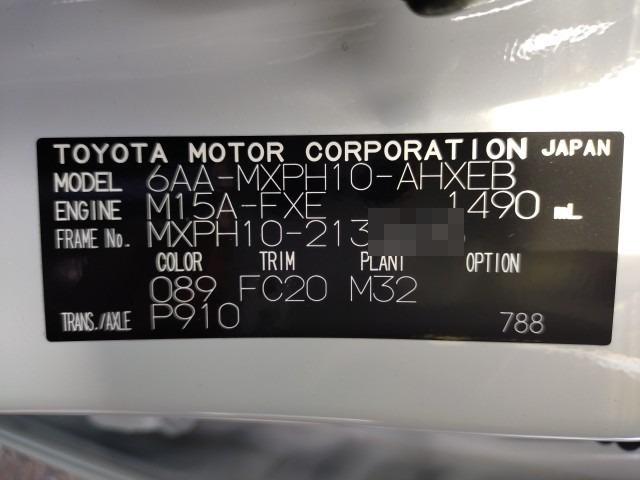 TOYOTA MOTOR CORPORATION JAPAN
MODEL 6AA-MXPH10-AHXEB
ENGINE M15A-FXE 1490 mL
FRAME No. MXPH10-213
COLOR TRIM PLANT OPTION
089 FC20 M32
TRANS./AXLE P910 788